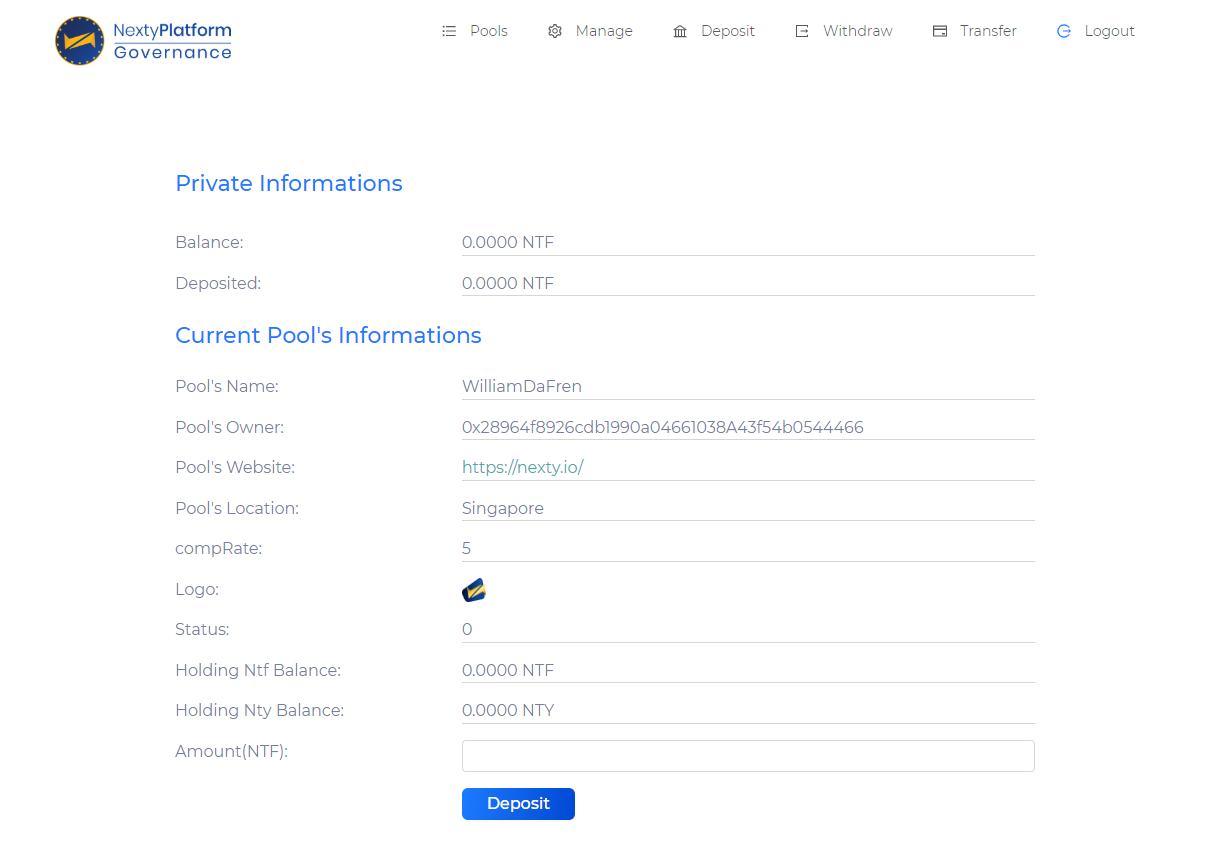 NextyPlatform
Governance
Pools Manage Deposit Withdraw Transfer Logout
Private Informations
Balance: 0.0000 NTF
Deposited: 0.0000 NTF
Current Pool's Informations
Pool's Name: WilliamDaFren
Pool's Owner: 0x28964f8926cdb1990a04661038A43f54b0544466
Pool's Website: https://nexty.io/
Pool's Location: Singapore
compRate: 5
Logo:
Status: 0
Holding Ntf Balance: 0.0000 NTF
Holding Nty Balance: 0.0000 NTY
Amount(NTF):
Deposit